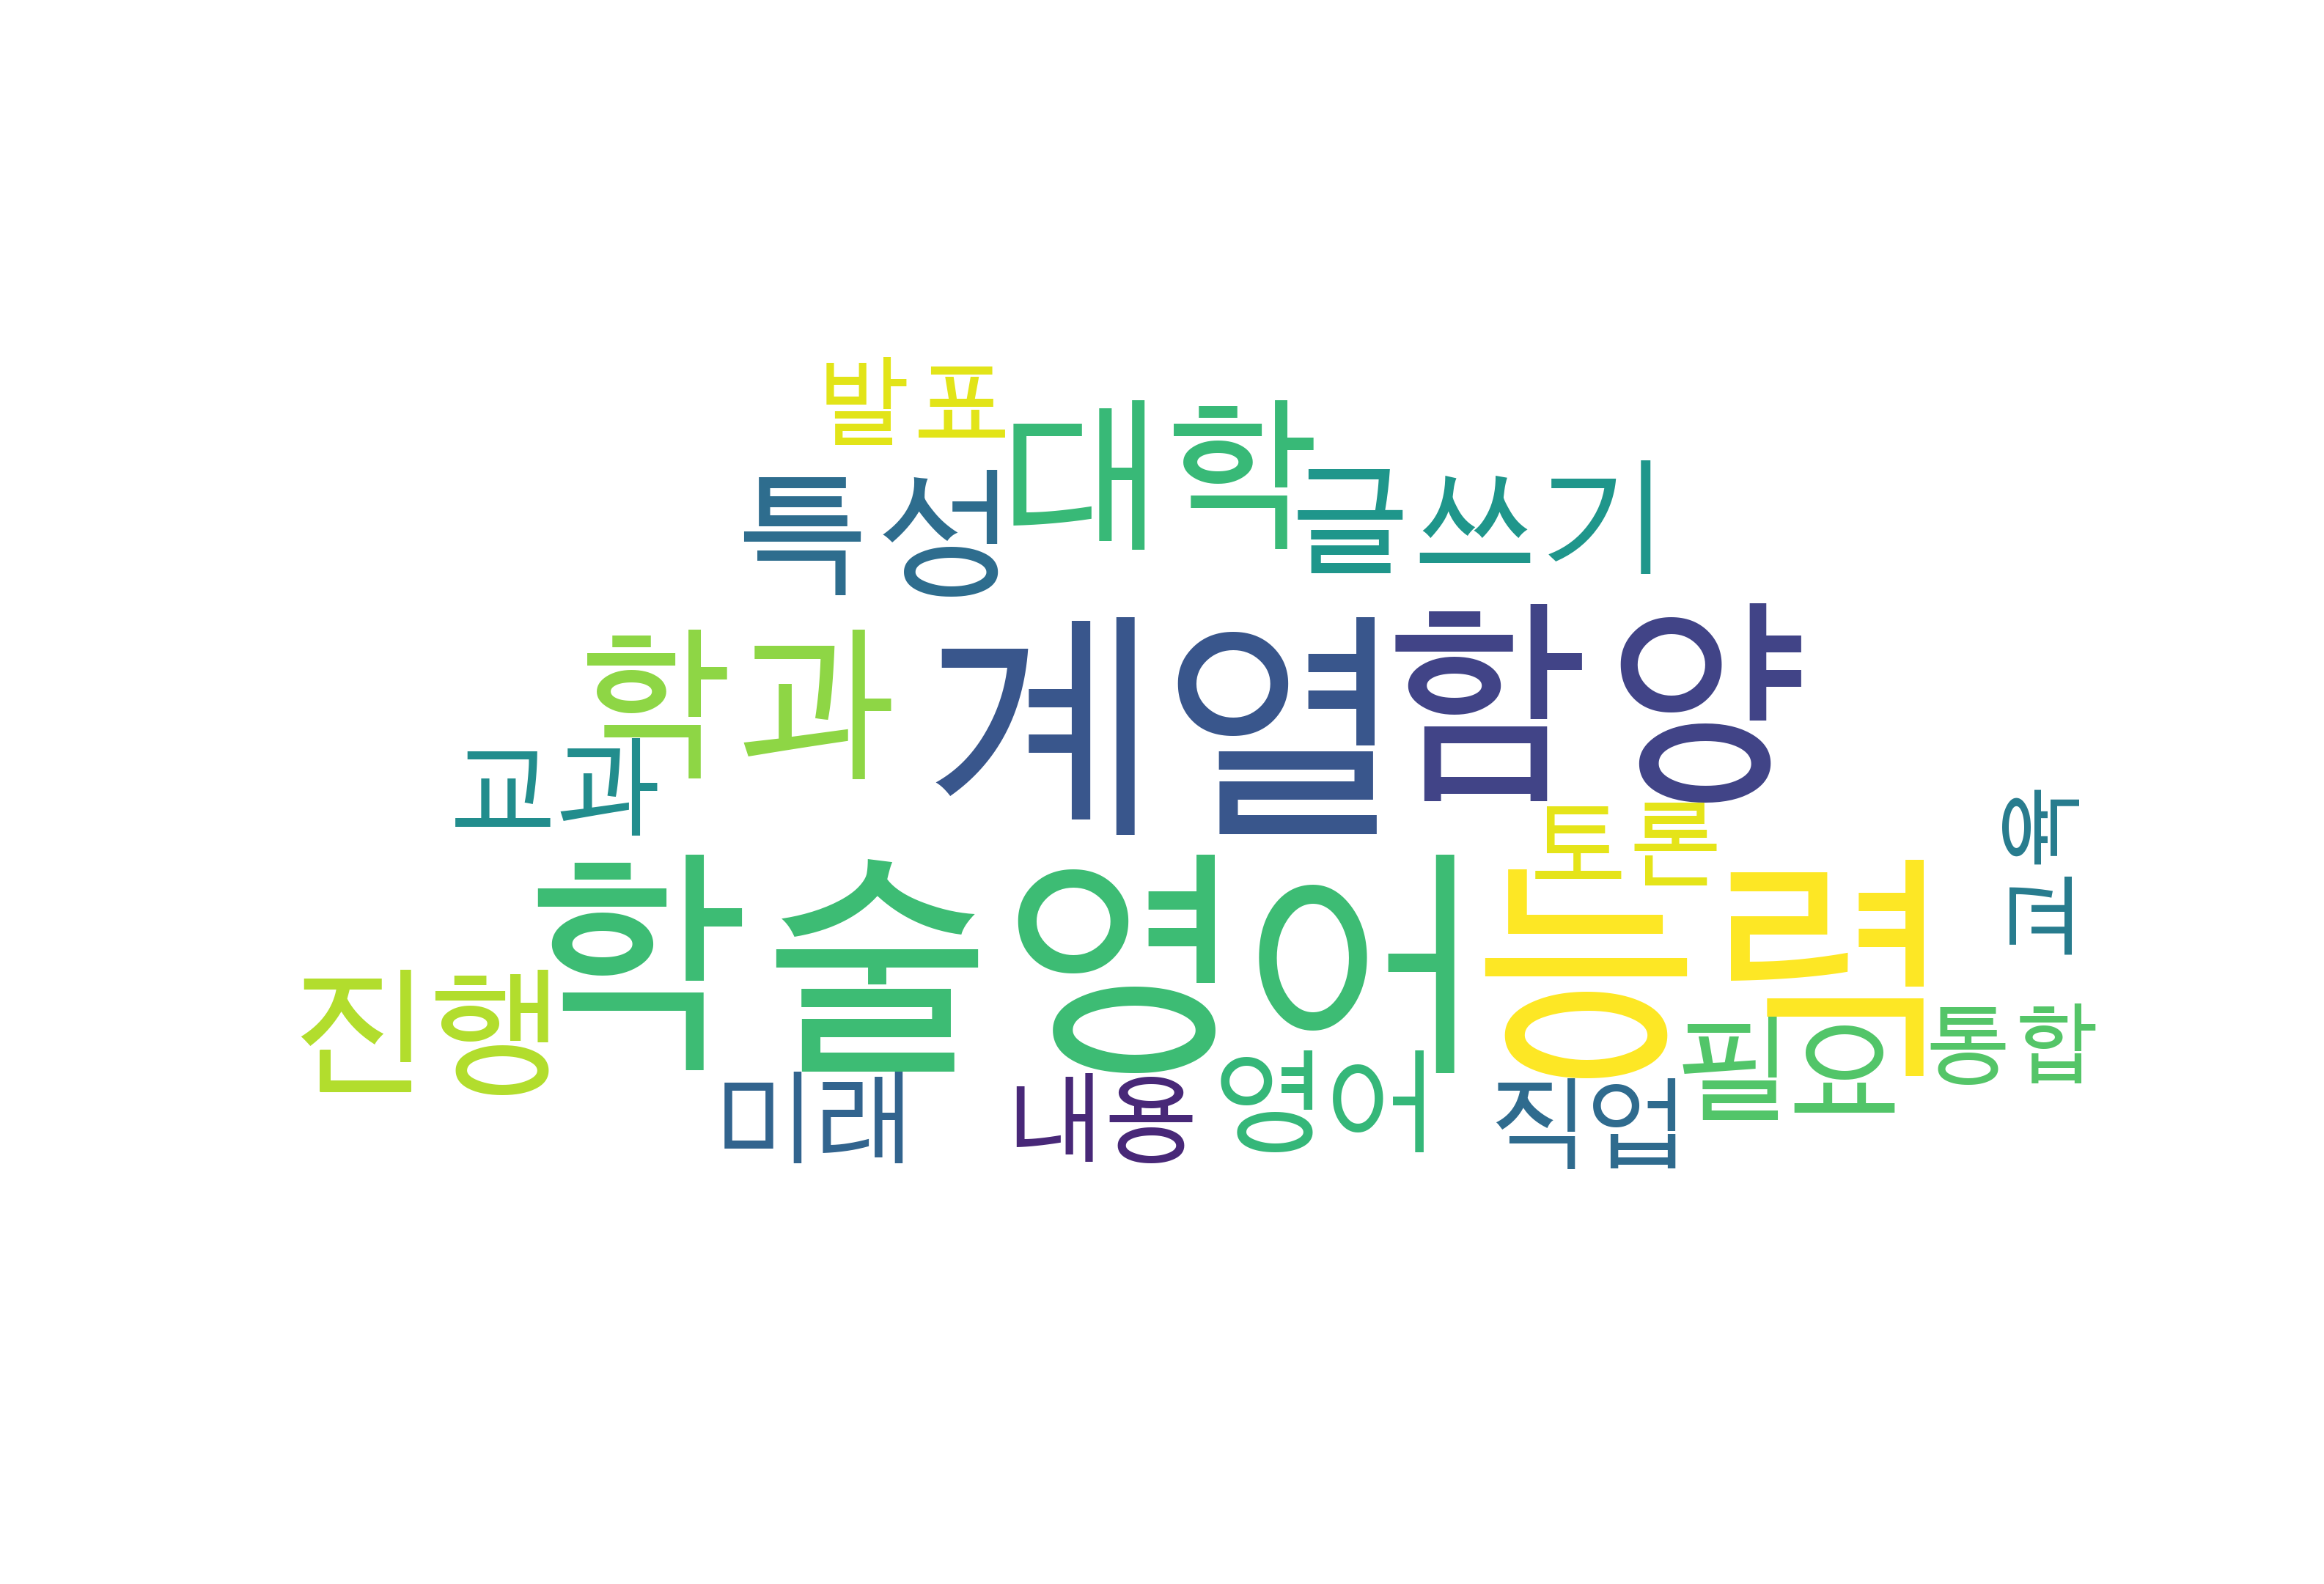 발표
대학
특성
글쓰기
학과
계열
함양
교과
토론
연구
학술영어
능력
진행
필요
통합
미래
내용
영어
직업